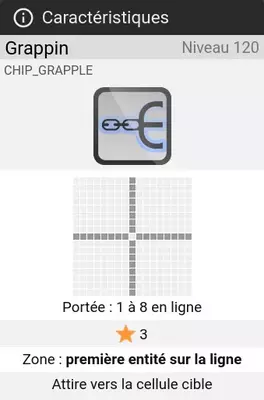 Caractéristiques
Grappin Niveau 120
CHIP_GRAPPLE
Portée : 1 à 8 en ligne
3
Zone : première entité sur la ligne
Attire vers la cellule cible